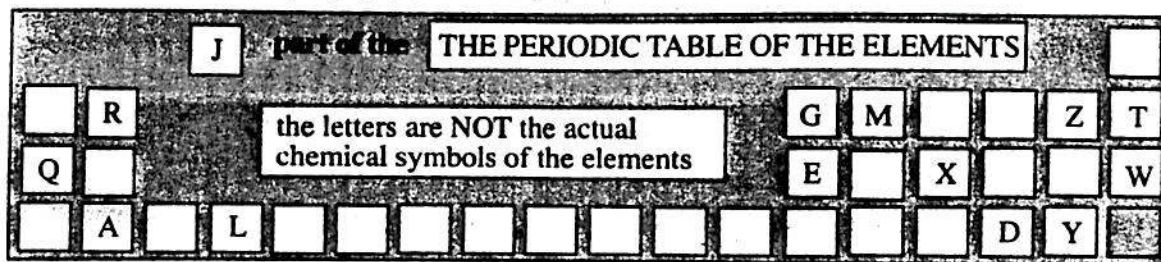 J part of the THE PERIODIC TABLE OF THE ELEMENTS
R G M Z T
the letters are NOT the actual
chemical symbols of the elements
Q E X W
A L D Y